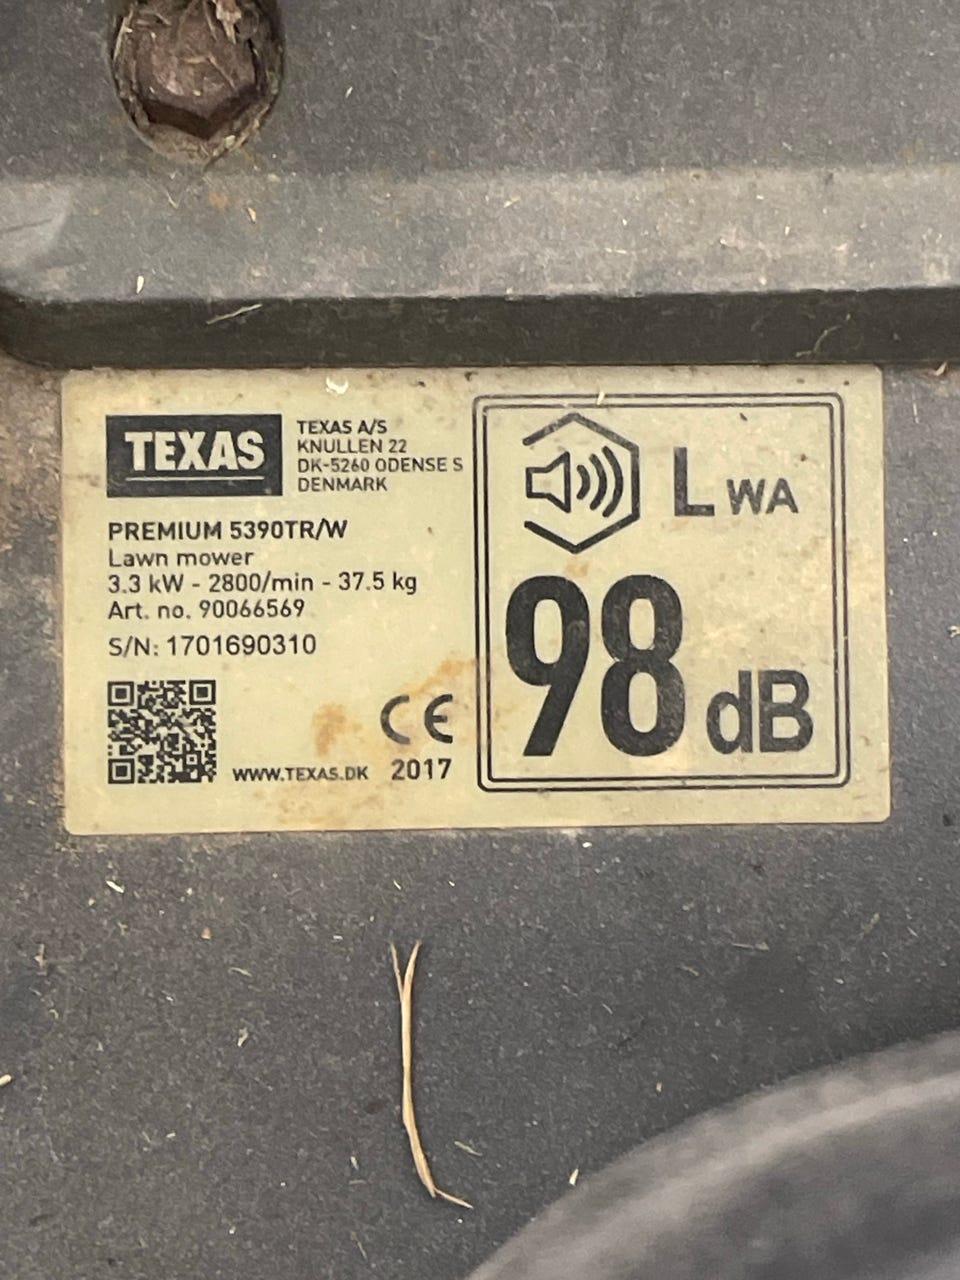 TEXAS
TEXAS A/S
KNULLEN 22
DK-5260 ODENSE S
DENMARK
PREMIUM 5390TR/W
Lawn mower
3.3 kW - 2800/min - 37.5 kg
Art. no. 90066569
S/N: 1701690310
CE
WWW.TEXAS.DK 2017
LWA
98 dB